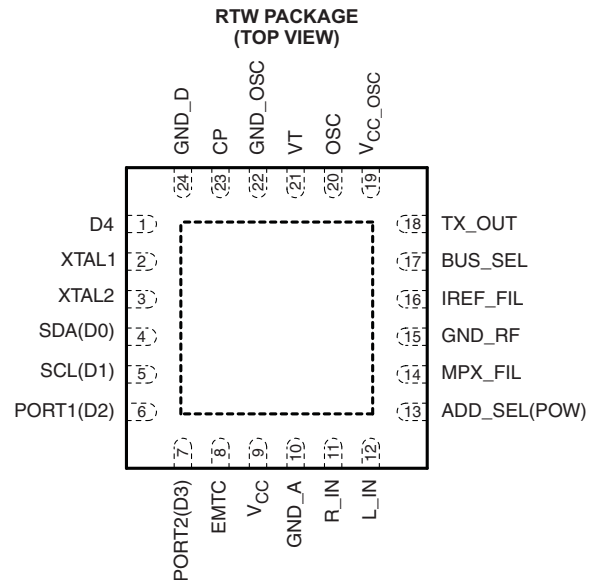 RTW PACKAGE
(TOP VIEW)
GND_D
CP
GND_OSC
VT
OSC
VCC_OSC
24
23
22
21
20
19
D4 1
XTAL1 2
XTAL2 3
SDA(D0) 4
SCL(D1) 5
PORT1(D2) 6
18 TX_OUT
17 BUS_SEL
16 IREF_FIL
15 GND_RF
14 MPX_FIL
13 ADD_SEL(POW)
7
8
9
10
11
12
PORT2(D3)
EMTC
VCC
GND_A
R_IN
L_IN